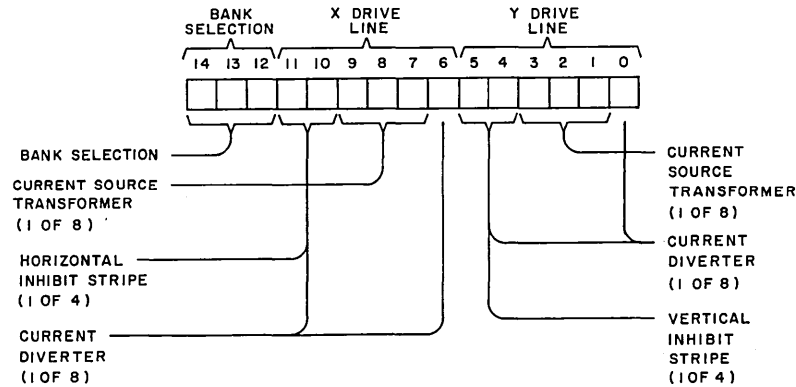 BANK
SELECTION
X DRIVE
LINE
Y DRIVE
LINE
14 13 12 11 10 9 8 7 6 5 4 3 2 1 0
BANK SELECTION
CURRENT SOURCE
TRANSFORMER
(1 OF 8)
HORIZONTAL
INHIBIT STRIPE
(1 OF 4)
CURRENT
DIVERTER
(1 OF 8)
CURRENT
SOURCE
TRANSFORMER
(1 OF 8)
CURRENT
DIVERTER
(1 OF 8)
VERTICAL
INHIBIT
STRIPE
(1 OF 4)